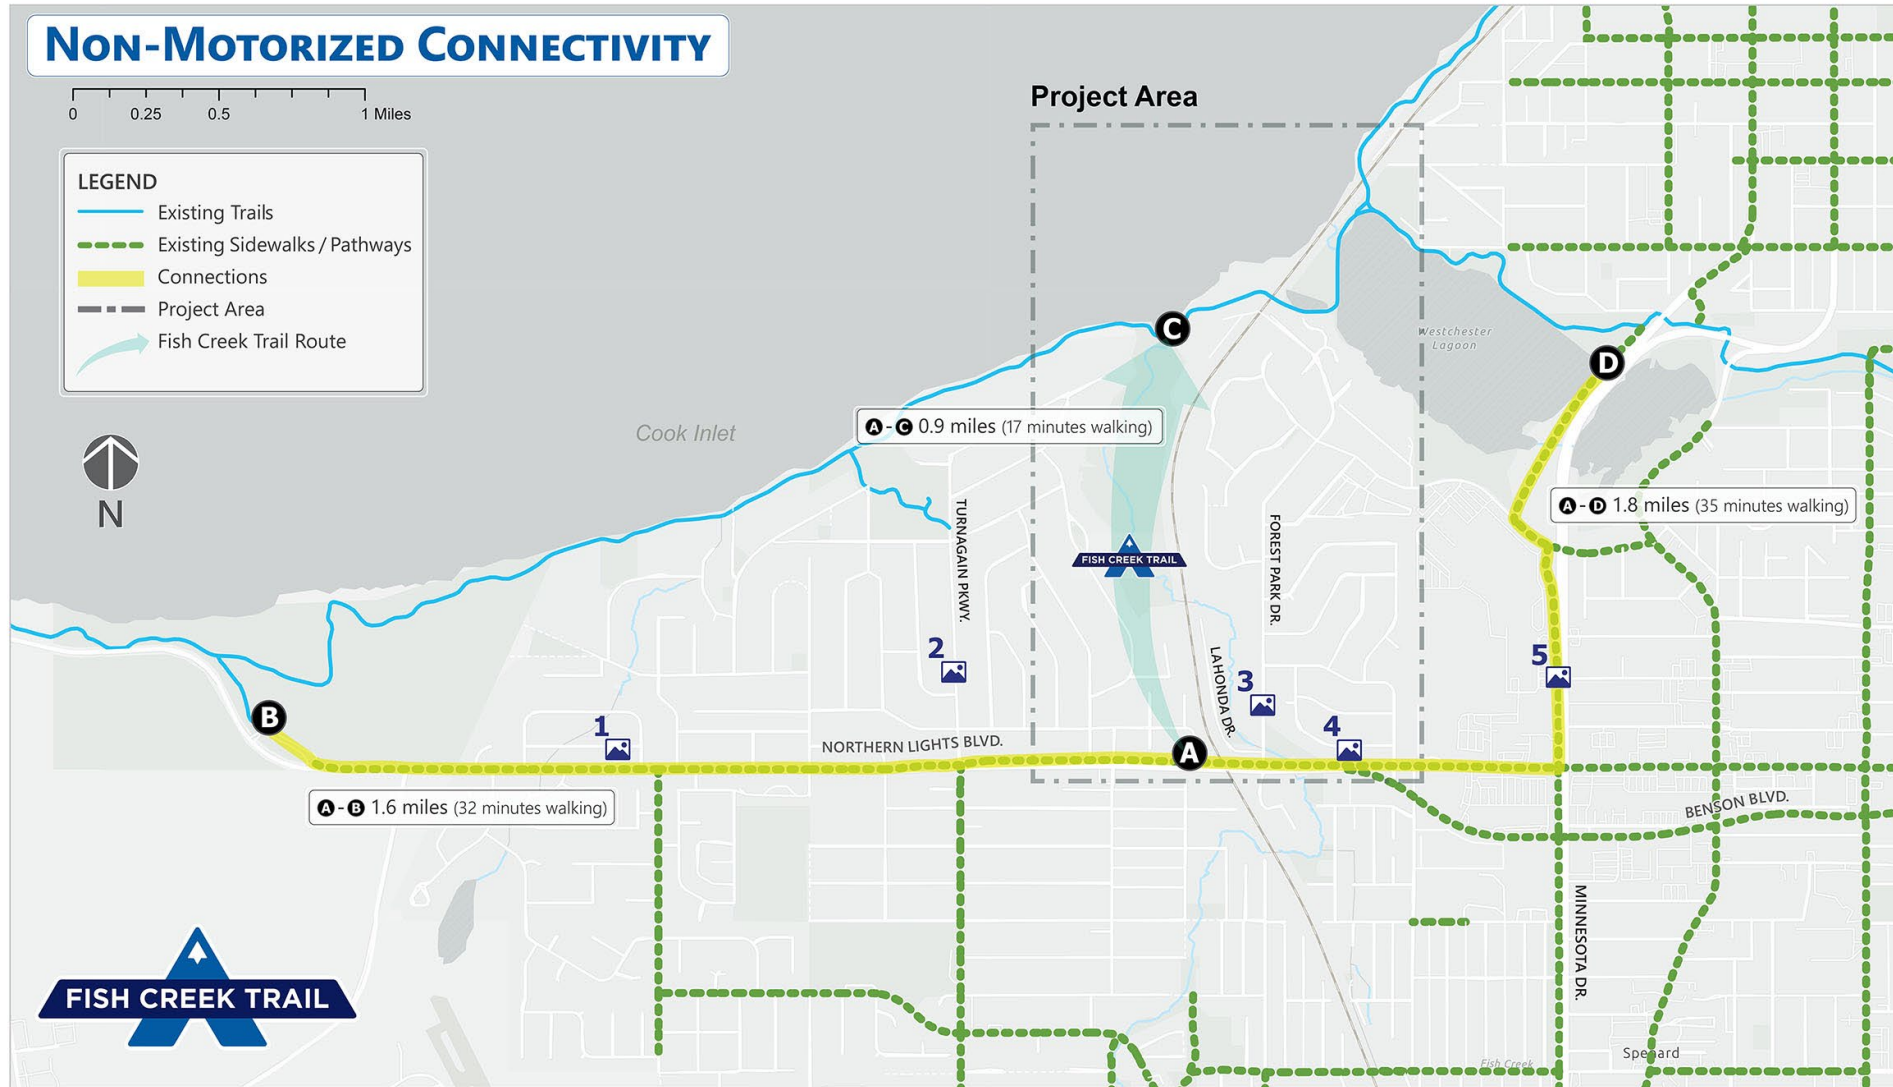 NON-MOTORIZED CONNECTIVITY
0 0.25 0.5 1 Miles
LEGEND
Existing Trails
Existing Sidewalks / Pathways
Connections
Project Area
Fish Creek Trail Route
N
Project Area
Cook Inlet
Westchester
Lagoon
C
D
A - C 0.9 miles (17 minutes walking)
A - D 1.8 miles (35 minutes walking)
TURNAGAIN PKWY.
FOREST PARK DR.
FISH CREEK TRAIL
LAHONDA DR.
2
3
5
B
1
4
NORTHERN LIGHTS BLVD.
A
A - B 1.6 miles (32 minutes walking)
BENSON BLVD.
MINNESOTA DR.
FISH CREEK TRAIL
Spenard
Fish Creek